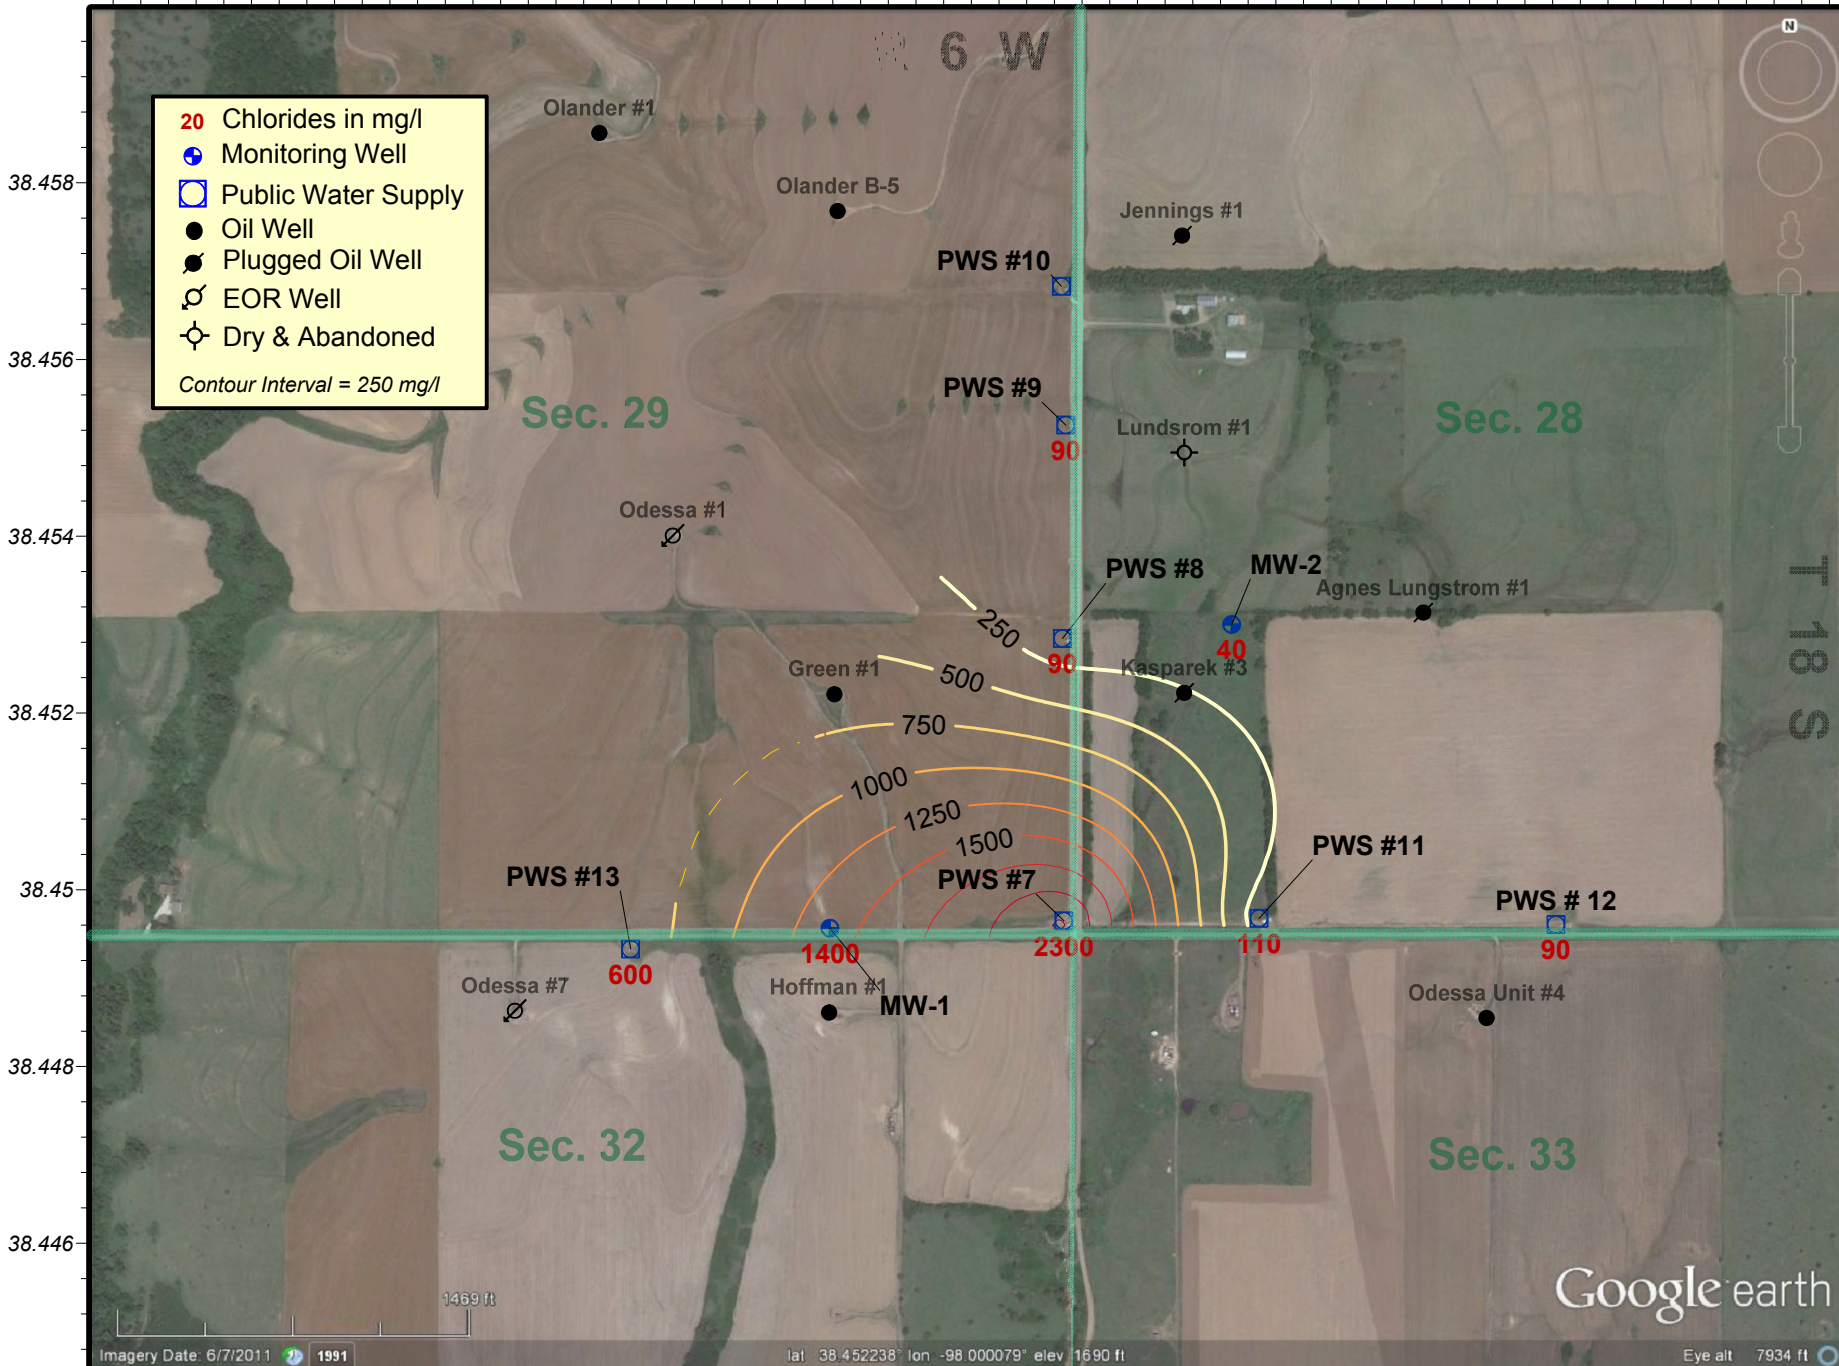 R 6 W
20 Chlorides in mg/l
Monitoring Well
Public Water Supply
Oil Well
Plugged Oil Well
EOR Well
Dry & Abandoned
Contour Interval = 250 mg/l
N
Olander #1
Olander B-5
Jennings #1
PWS #10
PWS #9
90
Lundsrom #1
Sec. 29
Sec. 28
Odessa #1
PWS #8
90
MW-2
40
Agnes Lungstrom #1
T 18 S
Kasparek #3
Green #1
250
500
750
1000
1250
1500
PWS #7
2300
PWS #11
110
PWS # 12
90
PWS #13
600
1400
MW-1
Odessa #7
Hoffman #1
Odessa Unit #4
Sec. 32
Sec. 33
38.458
38.456
38.454
38.452
38.45
38.448
38.446
1469 ft
Google earth
Imagery Date: 6/7/2011 1991 lat 38.452238° lon -98.000079° elev 1690 ft Eye alt 7934 ft